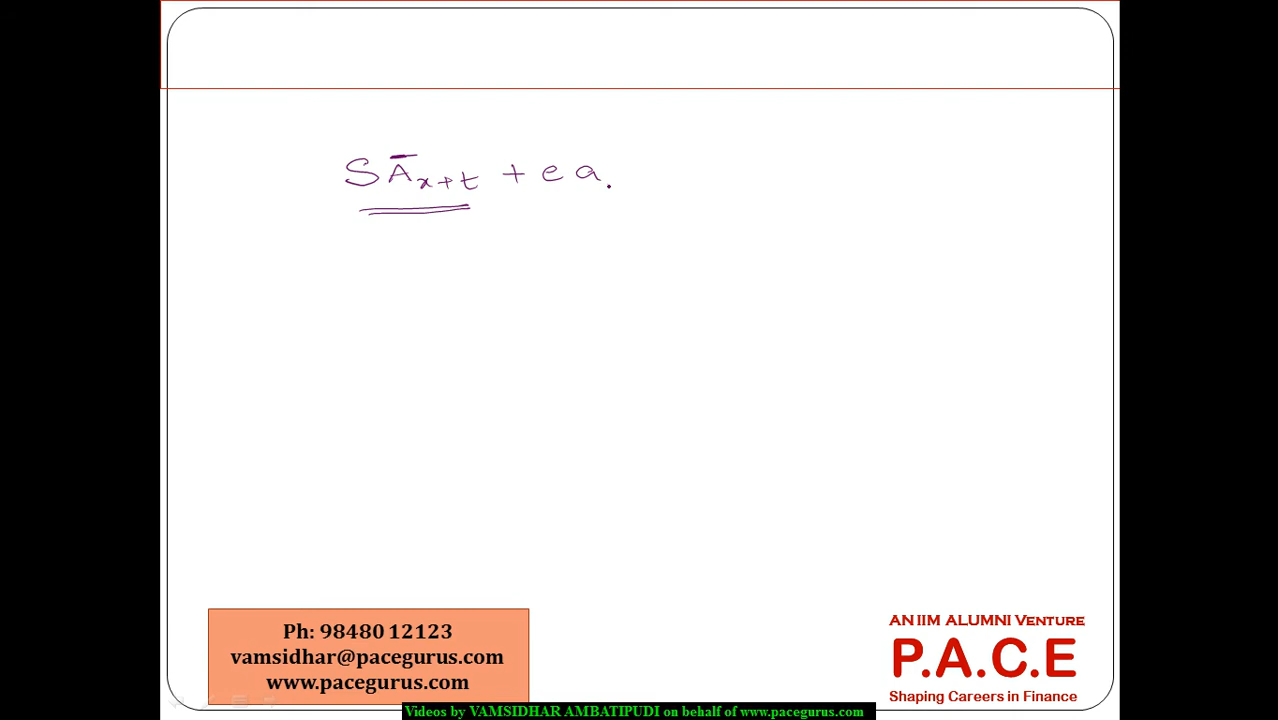 SĀx+t + ea.
Ph: 98480 12123
vamsidhar@pacegurus.com
www.pacegurus.com
AN IIM ALUMNI VENTURE
P.A.C.E
Shaping Careers in Finance
Videos by VAMSIDHAR AMBATIPUDI on behalf of www.pacegurus.com